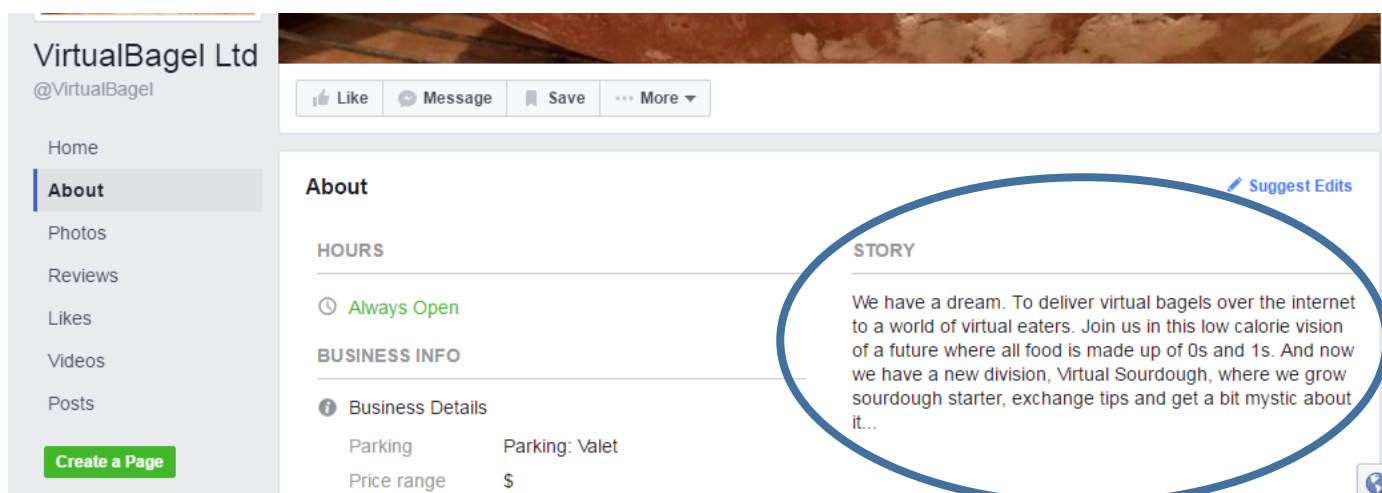 VirtualBagel Ltd
@VirtualBagel
Home
About
Photos
Reviews
Likes
Videos
Posts
Create a Page
Like Message Save More
About
Suggest Edits
HOURS
Always Open
BUSINESS INFO
Business Details
Parking Parking: Valet
Price range $
STORY
We have a dream. To deliver virtual bagels over the internet
to a world of virtual eaters. Join us in this low calorie vision
of a future where all food is made up of 0s and 1s. And now
we have a new division, Virtual Sourdough, where we grow
sourdough starter, exchange tips and get a bit mystic about
it...